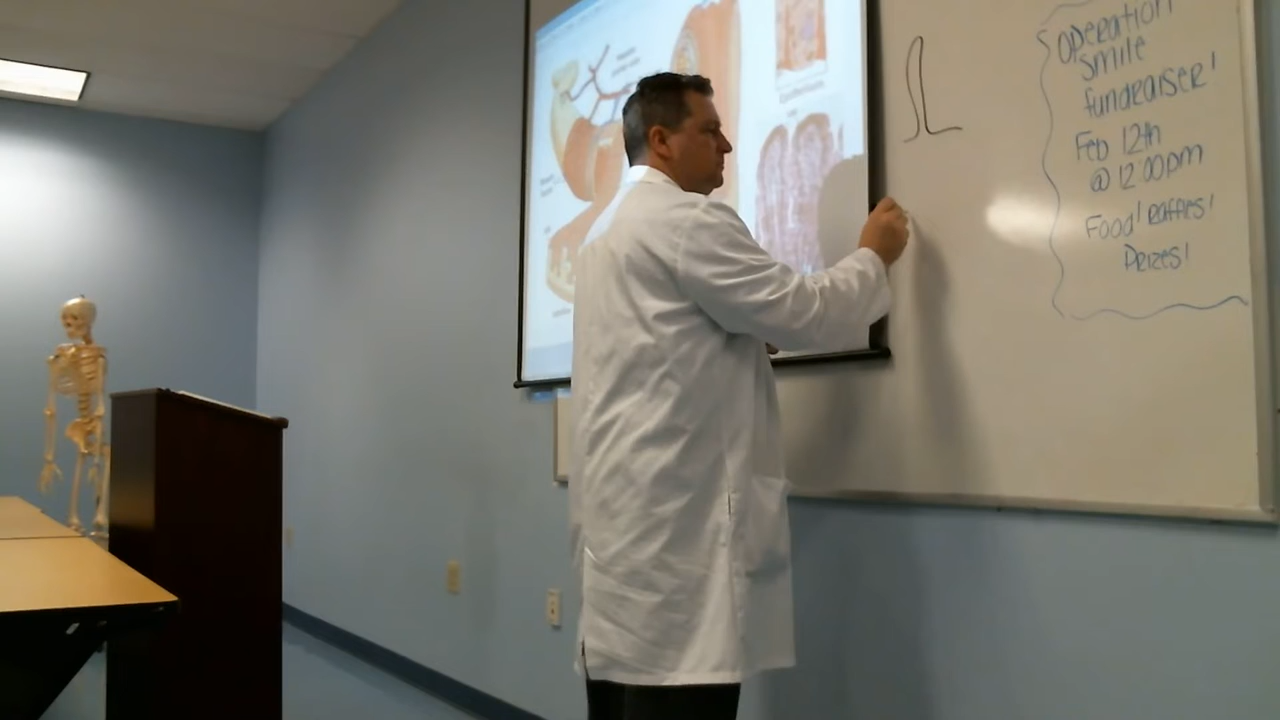 Operation
Smile
fundraiser!
Feb 12th
@ 12:00pm
Food! Raffles!
Prizes!